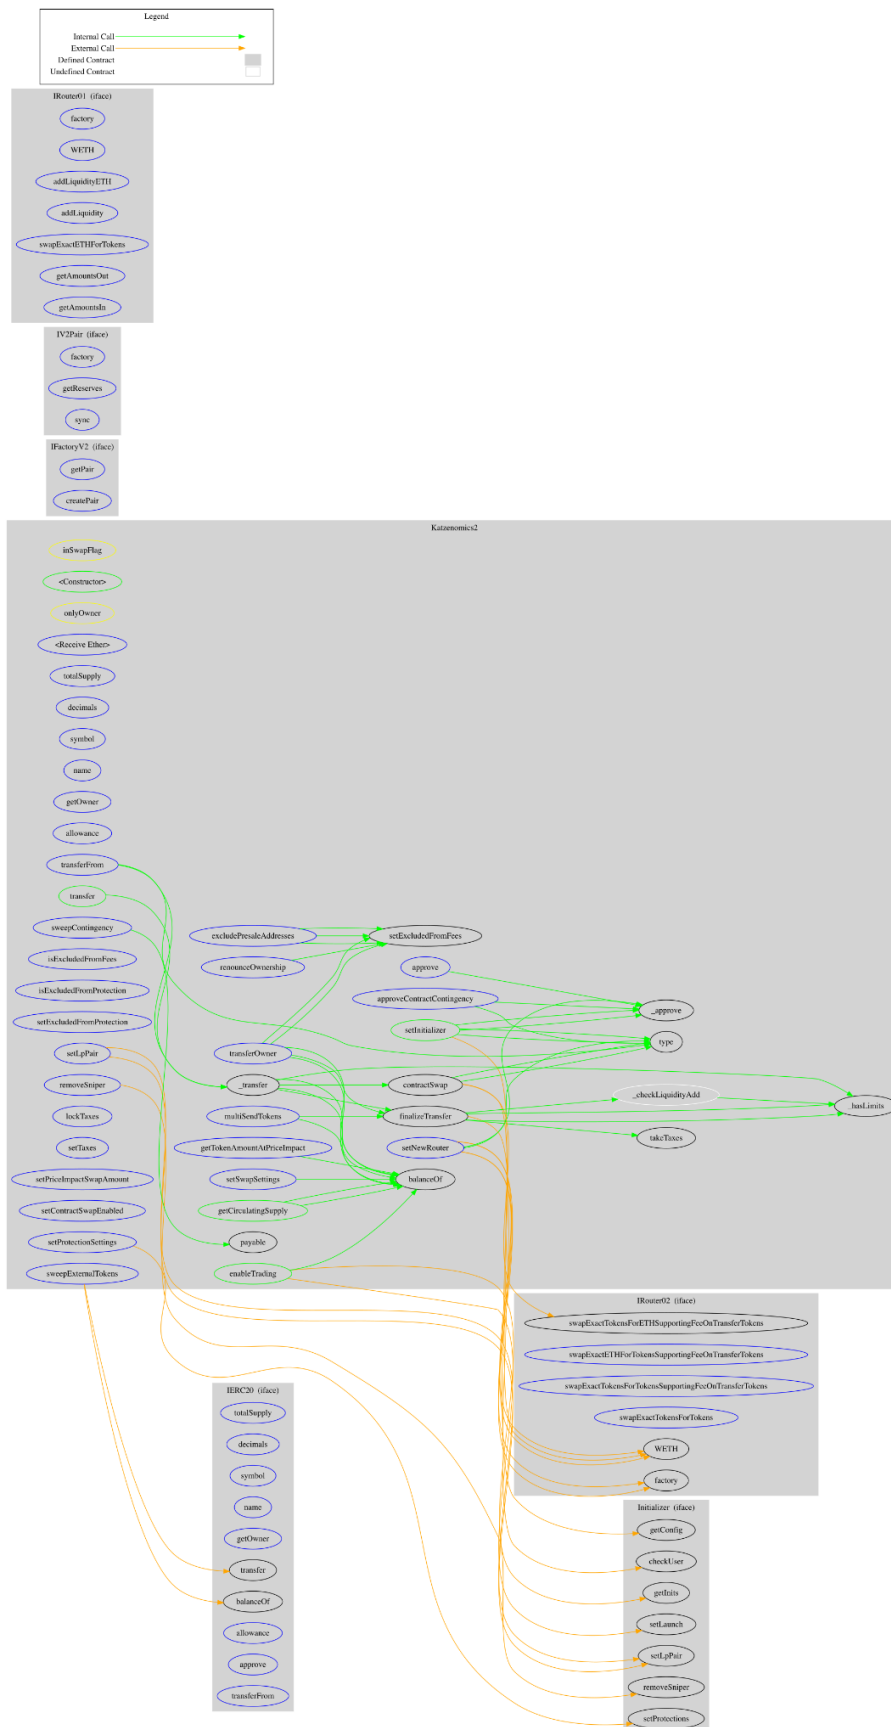 Legend
Internal Call
External Call
Defined Contract
Undefined Contract
IRouter01 (iface)
factory
WETH
addLiquidityETH
addLiquidity
swapExactETHForTokens
getAmountsOut
getAmountsIn
IV2Pair (iface)
factory
getReserves
sync
IFactoryV2 (iface)
getPair
createPair
Katzenomics2
inSwapFlag
<Constructor>
onlyOwner
<Receive Ether>
totalSupply
decimals
symbol
name
getOwner
allowance
transferFrom
transfer
sweepContingency
isExcludedFromFees
isExcludedFromProtection
setExcludedFromProtection
setLpPair
removeSniper
lockTaxes
setTaxes
setPriceImpactSwapAmount
setContractSwapEnabled
setProtectionSettings
sweepExternalTokens
excludePresaleAddresses
renounceOwnership
transferOwner
_transfer
multiSendTokens
getTokenAmountAtPriceImpact
setSwapSettings
getCirculatingSupply
payable
enableTrading
setExcludedFromFees
approve
approveContractContingency
setInitializer
contractSwap
finalizeTransfer
setNewRouter
balanceOf
_approve
type
_checkLiquidityAdd
takeTaxes
_hasLimits
IRouter02 (iface)
swapExactTokensForETHSupportingFeeOnTransferTokens
swapExactETHForTokensSupportingFeeOnTransferTokens
swapExactTokensForTokensSupportingFeeOnTransferTokens
swapExactTokensForTokens
WETH
factory
IERC20 (iface)
totalSupply
decimals
symbol
name
getOwner
transfer
balanceOf
allowance
approve
transferFrom
Initializer (iface)
getConfig
checkUser
getInits
setLaunch
setLpPair
removeSniper
setProtections